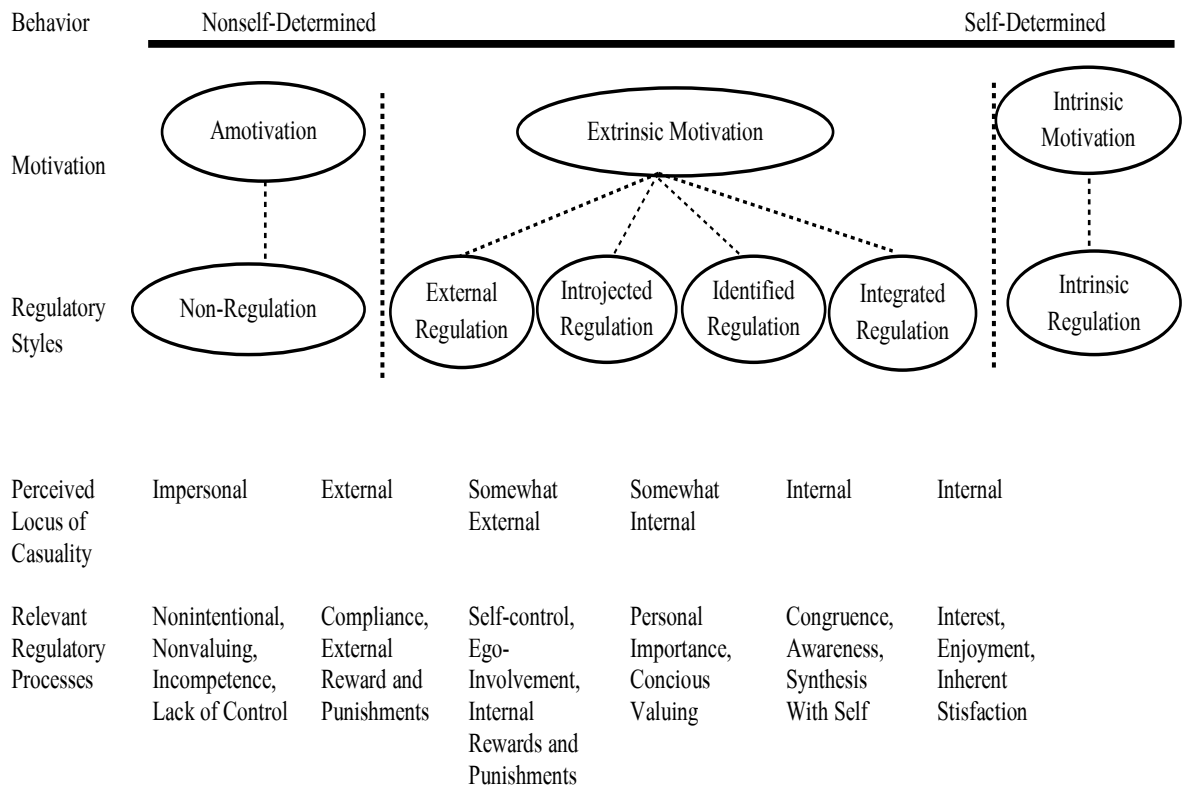 Behavior Nonself-Determined Self-Determined
Amotivation
Extrinsic Motivation
Intrinsic
Motivation
Motivation
Regulatory
Styles
Non-Regulation
External
Regulation
Introjected
Regulation
Identified
Regulation
Integrated
Regulation
Intrinsic
Regulation
Perceived
Locus of
Casuality
Impersonal
External
Somewhat
External
Somewhat
Internal
Internal
Internal
Relevant
Regulatory
Processes
Nonintentional,
Nonvaluing,
Incompetence,
Lack of Control
Compliance,
External
Reward and
Punishments
Self-control,
Ego-
Involvement,
Internal
Rewards and
Punishments
Personal
Importance,
Concious
Valuing
Congruence,
Awareness,
Synthesis
With Self
Interest,
Enjoyment,
Inherent
Stisfaction